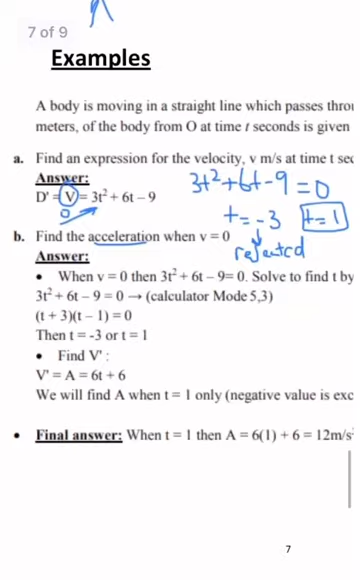 7 of 9
Examples
A body is moving in a straight line which passes
meters, of the body from O at time t seconds is given
a. Find an expression for the velocity, v m/s at time t
Answer:
D' = V = 3t² + 6t − 9
0
3t²+6t-9=0
t=-3 t=1
rejected
b. Find the acceleration when v = 0
Answer:
• When v = 0 then 3t² + 6t − 9= 0. Solve to find t by
3t² + 6t − 9 = 0 → (calculator Mode 5,3)
(t + 3)(t − 1) = 0
Then t = -3 or t = 1
• Find V' :
V' = A = 6t + 6
We will find A when t = 1 only (negative value is
• Final answer: When t = 1 then A = 6(1) + 6 = 12m/s
7